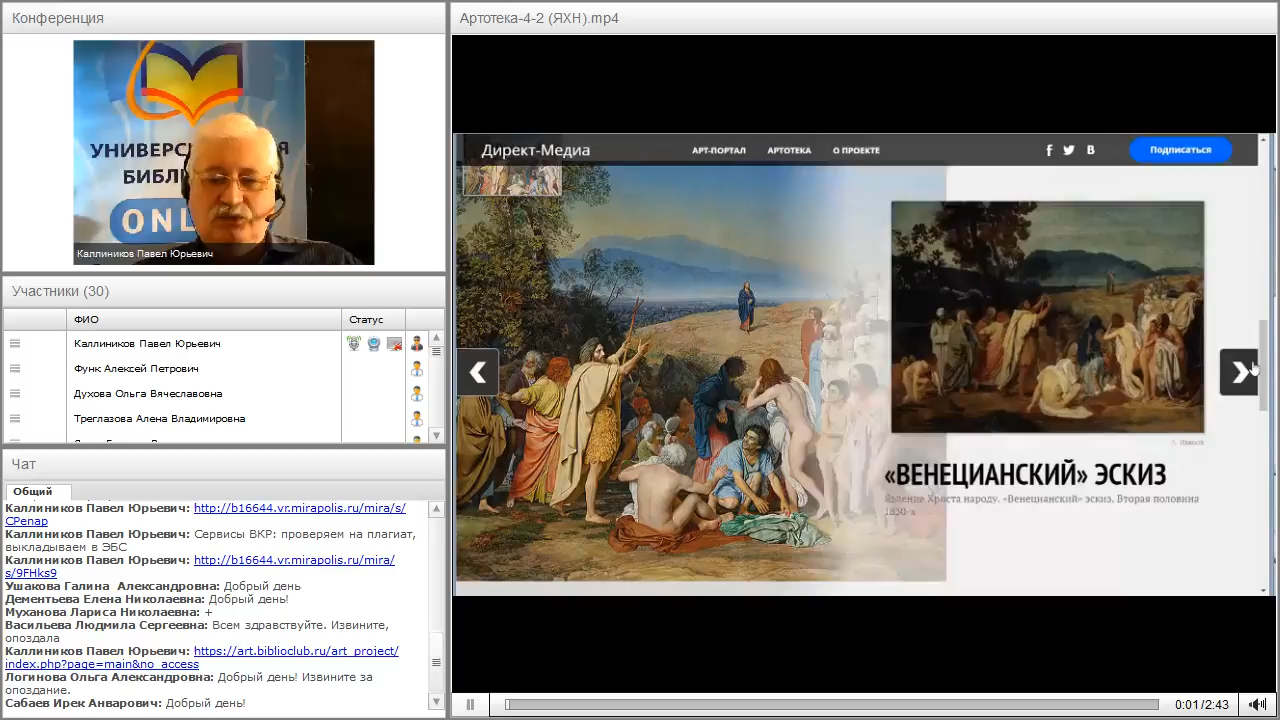 Конференция
УНИВЕРС
АЯ
БИБЛИ
ONL
Каллиников Павел Юрьевич
Участники (30)
ФИО
Статус
Каллиников Павел Юрьевич
Функ Алексей Петрович
Духова Ольга Вячеславовна
Треглазова Алена Владимировна
Чат
Общий
Каллиников Павел Юрьевич: http://b16644.vr.mirapolis.ru/mira/s/
CPenap
Каллиников Павел Юрьевич: Сервисы ВКР: проверяем на плагиат,
выкладываем в ЭБС
Каллиников Павел Юрьевич: http://b16644.vr.mirapolis.ru/mira/
s/9FHks9
Ушакова Галина  Александровна: Добрый день
Дементьева Елена Николаевна: Добрый день!
Муханова Лариса Николаевна: +
Васильева Людмила Сергеевна: Всем здравствуйте. Извините,
опоздала
Каллиников Павел Юрьевич: https://art.biblioclub.ru/art_project/
index.php?page=main&no_access
Логинова Ольга Александровна: Добрый день! Извините за
опоздание.
Сабаев Ирек Анварович: Добрый день!
Артотека-4-2 (ЯХН).mp4
Директ-Медиа
АРТ-ПОРТАЛ
АРТОТЕКА
О ПРОЕКТЕ
Подписаться
«ВЕНЕЦИАНСКИЙ» ЭСКИЗ
Явление Христа народу. «Венецианский» эскиз. Вторая половина
1830-х
0:01/2:43